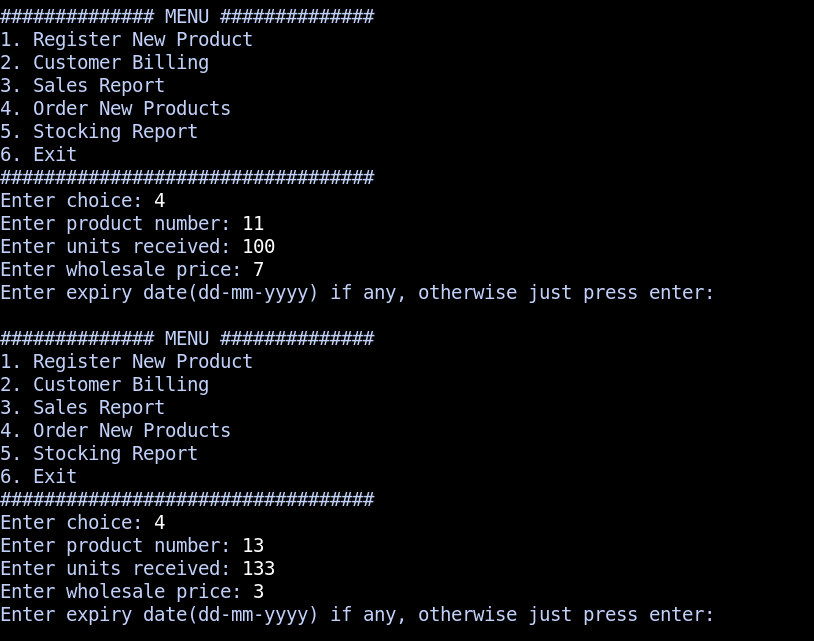 ############## MENU ##############
1. Register New Product
2. Customer Billing
3. Sales Report
4. Order New Products
5. Stocking Report
6. Exit
##################################
Enter choice: 4
Enter product number: 11
Enter units received: 100
Enter wholesale price: 7
Enter expiry date(dd-mm-yyyy) if any, otherwise just press enter:

############## MENU ##############
1. Register New Product
2. Customer Billing
3. Sales Report
4. Order New Products
5. Stocking Report
6. Exit
##################################
Enter choice: 4
Enter product number: 13
Enter units received: 133
Enter wholesale price: 3
Enter expiry date(dd-mm-yyyy) if any, otherwise just press enter: